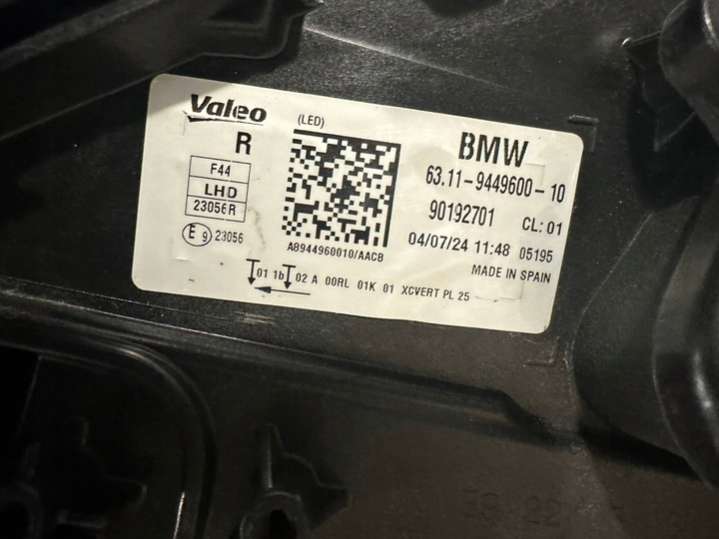 Valeo
(LED)
R
F44
LHD
23056R
E 9 23056
A8944960010/AACB
BMW
63.11-9449600-10
90192701 CL: 01
04/07/24 11:48 05195
MADE IN SPAIN
01 1b 02 A 00RL 01K 01 XCVERT PL 25